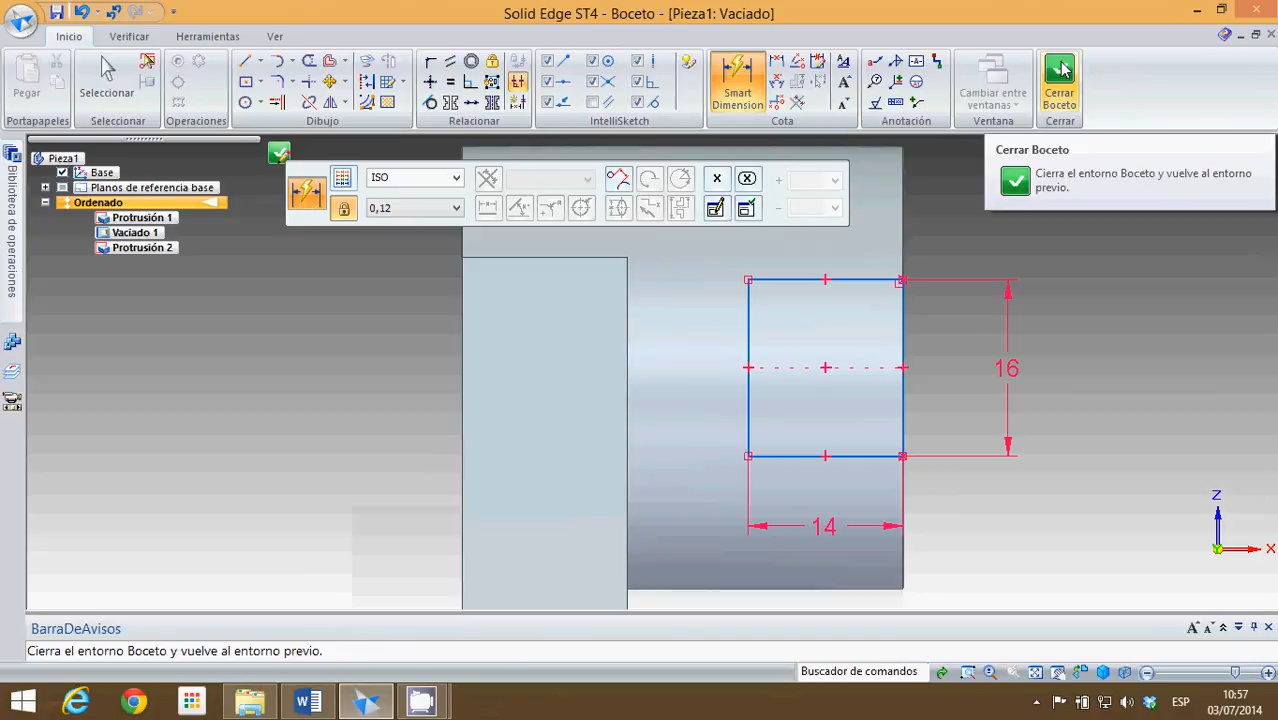 Solid Edge ST4 - Boceto - [Pieza1: Vaciado]
Inicio Verificar Herramientas Ver
Pegar
Portapapeles
Seleccionar
Seleccionar
Operaciones
Dibujo
Relacionar
IntelliSketch
Smart
Dimension
Cota
Anotación
Cambiar entre
ventanas
Ventana
Cerrar
Boceto
Cerrar
Cerrar Boceto
Cierra el entorno Boceto y vuelve al entorno
previo.
Biblioteca de operaciones
Pieza1
Base
Planos de referencia base
Ordenado
Protrusión 1
Vaciado 1
Protrusión 2
ISO
0,12
16
14
Z
X
BarraDeAvisos
Cierra el entorno Boceto y vuelve al entorno previo.
Buscador de comandos
ESP
10:57
03/07/2014